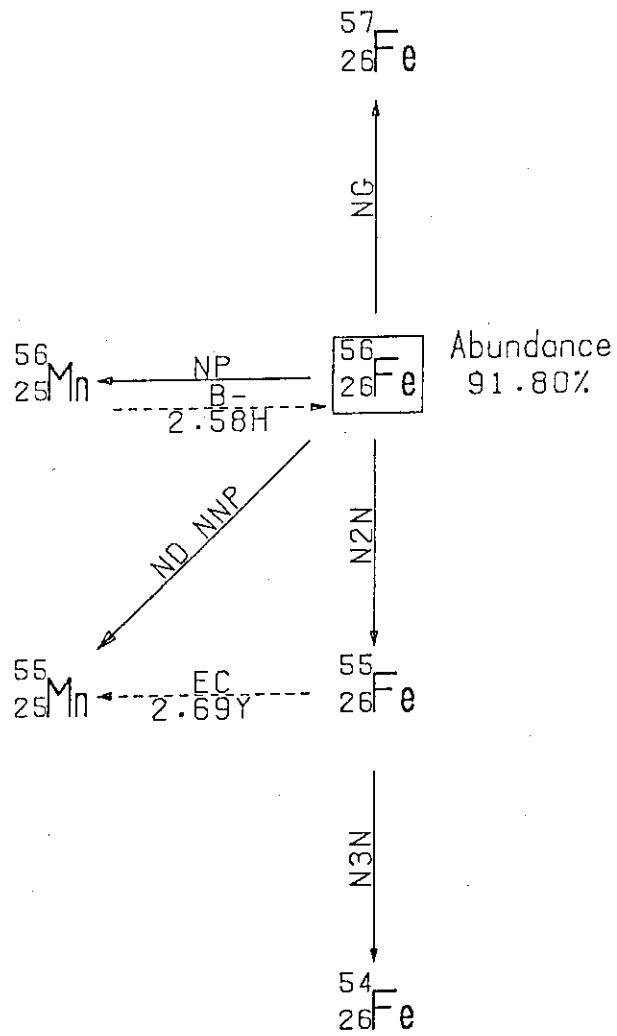 57
26Fe
NG
56
25Mn
NP
B-
2.58H
56
26Fe
Abundance
91.80%
ND NNP
N2N
55
25Mn
EC
2.69Y
55
26Fe
N3N
54
26Fe